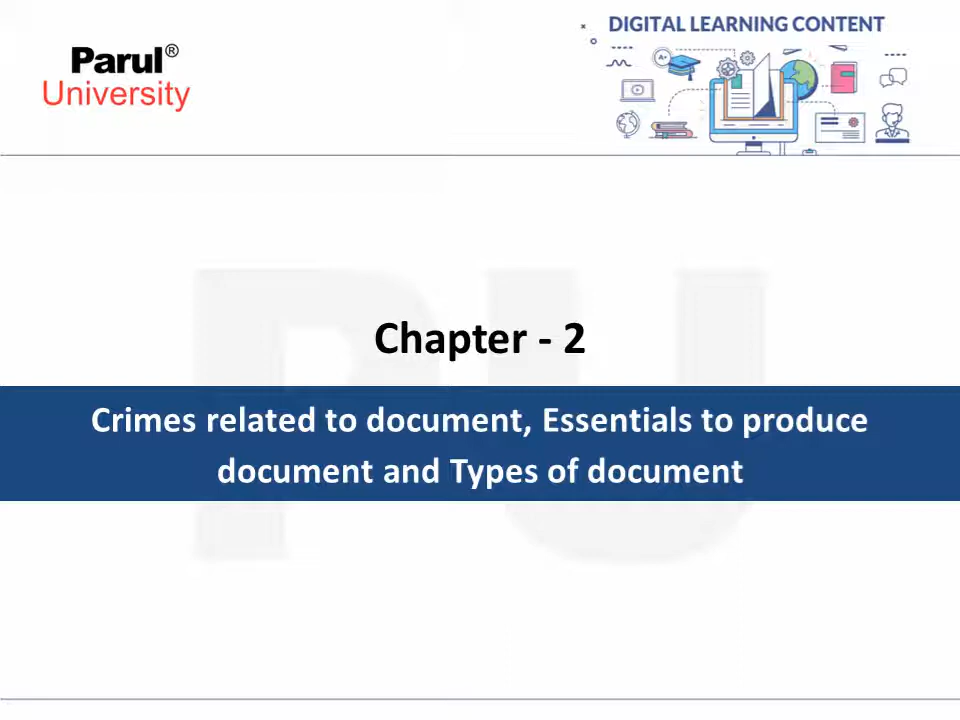 DIGITAL LEARNING CONTENT
Parul®
University
A+
Chapter - 2
Crimes related to document, Essentials to produce
document and Types of document
PU